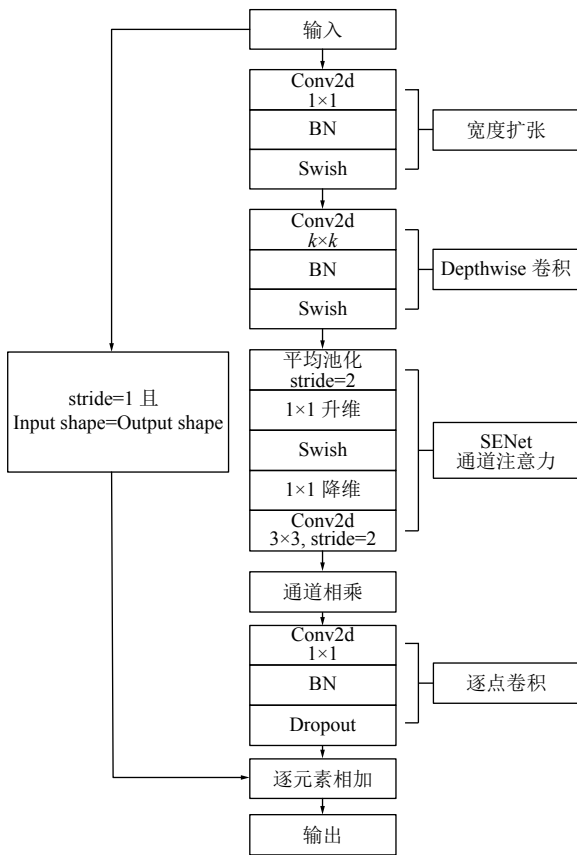 输入
Conv2d
1×1
BN
Swish
宽度扩张
Conv2d
k×k
BN
Swish
Depthwise 卷积
stride=1 且
Input shape=Output shape
平均池化
stride=2
1×1 升维
Swish
1×1 降维
Conv2d
3×3, stride=2
SENet
通道注意力
通道相乘
Conv2d
1×1
BN
Dropout
逐点卷积
逐元素相加
输出